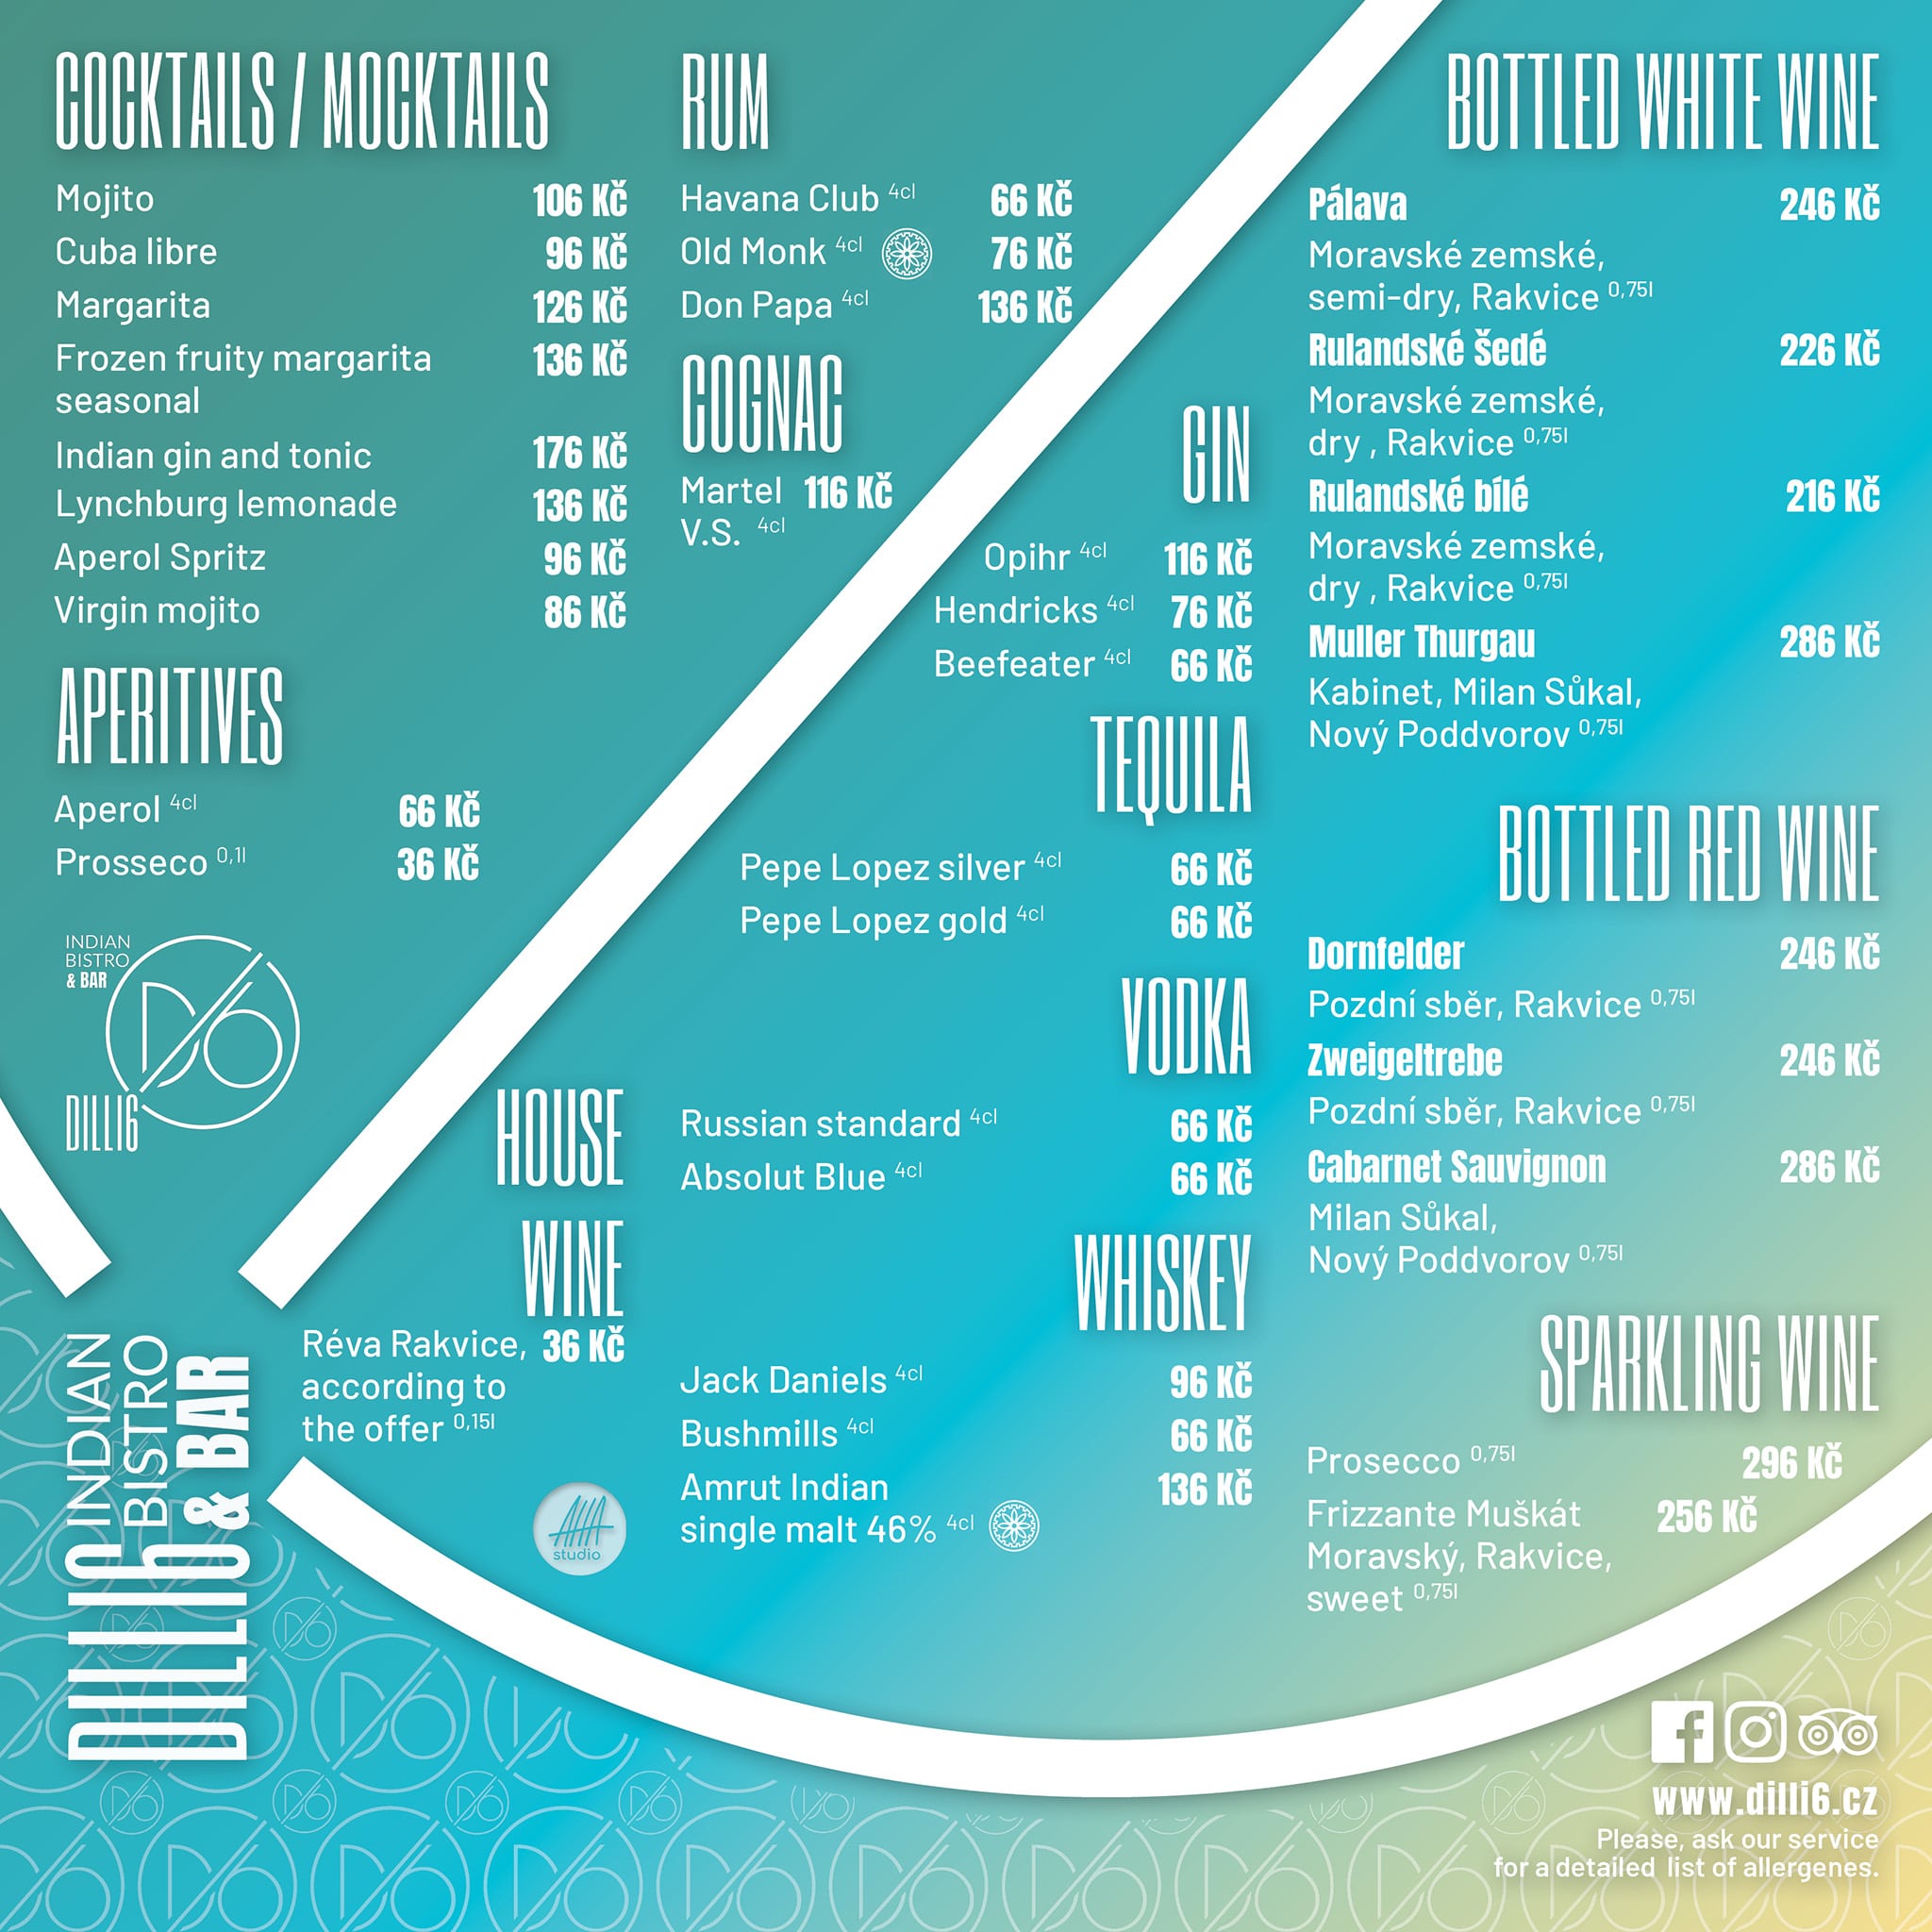 COCKTAILS / MOCKTAILS
Mojito 106 Kč
Cuba libre 96 Kč
Margarita 126 Kč
Frozen fruity margarita 136 Kč
seasonal
Indian gin and tonic 176 Kč
Lynchburg lemonade 136 Kč
Aperol Spritz 96 Kč
Virgin mojito 86 Kč
APERITIVES
Aperol 4cl 66 Kč
Prosseco 0,1l 36 Kč
INDIAN
BISTRO
& BAR
D6
DILLI6
RUM
Havana Club 4cl 66 Kč
Old Monk 4cl 76 Kč
Don Papa 4cl 136 Kč
COGNAC
Martel 116 Kč
V.S. 4cl
GIN
Opihr 4cl 116 Kč
Hendricks 4cl 76 Kč
Beefeater 4cl 66 Kč
TEQUILA
Pepe Lopez silver 4cl 66 Kč
Pepe Lopez gold 4cl 66 Kč
VODKA
Russian standard 4cl 66 Kč
Absolut Blue 4cl 66 Kč
HOUSE
WINE
Réva Rakvice, 36 Kč
according to
the offer 0,15l
WHISKEY
Jack Daniels 4cl 96 Kč
Bushmills 4cl 66 Kč
Amrut Indian 136 Kč
single malt 46% 4cl
studio
BOTTLED WHITE WINE
Pálava 246 Kč
Moravské zemské,
semi-dry, Rakvice 0,75l
Rulandské šedé 226 Kč
Moravské zemské,
dry , Rakvice 0,75l
Rulandské bílé 216 Kč
Moravské zemské,
dry , Rakvice 0,75l
Muller Thurgau 286 Kč
Kabinet, Milan Sůkal,
Nový Poddvorov 0,75l
BOTTLED RED WINE
Dornfelder 246 Kč
Pozdní sběr, Rakvice 0,75l
Zweigeltrebe 246 Kč
Pozdní sběr, Rakvice 0,75l
Cabarnet Sauvignon 286 Kč
Milan Sůkal,
Nový Poddvorov 0,75l
SPARKLING WINE
Prosecco 0,75l 296 Kč
Frizzante Muškát 256 Kč
Moravský, Rakvice,
sweet 0,75l
DILLI6 INDIAN
BISTRO
& BAR
www.dilli6.cz
Please, ask our service
for a detailed list of allergenes.